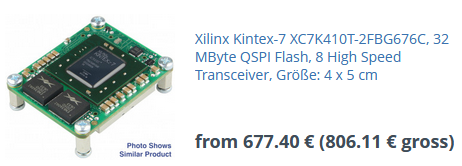 Xilinx Kintex-7 XC7K410T-2FBG676C, 32
MByte QSPI Flash, 8 High Speed
Transceiver, Größe: 4 x 5 cm
Photo Shows
Similar Product
from 677.40 € (806.11 € gross)